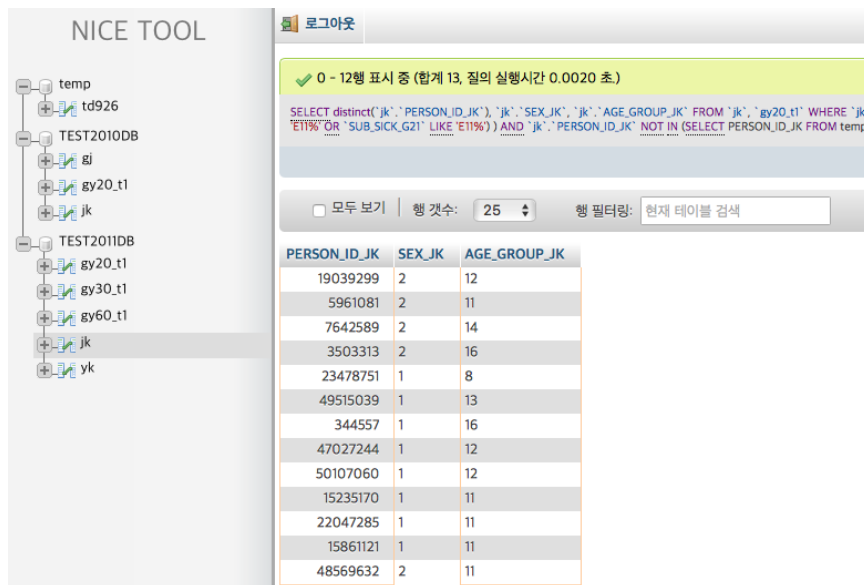 NICE TOOL
temp
td926
TEST2010DB
gj
gy20_t1
jk
TEST2011DB
gy20_t1
gy30_t1
gy60_t1
jk
yk
로그아웃
0 - 12행 표시 중 (합계 13, 질의 실행시간 0.0020 초.)
SELECT distinct(`jk`.`PERSON_ID_JK`), `jk`.`SEX_JK`, `jk`.`AGE_GROUP_JK` FROM `jk`, `gy20_t1` WHERE `jk
'E11%' OR `SUB_SICK_G21` LIKE 'E11%') ) AND `jk`.`PERSON_ID_JK` NOT IN (SELECT PERSON_ID_JK FROM temp
모두 보기 행 갯수: 25 행 필터링: 현재 테이블 검색
PERSON_ID_JK SEX_JK AGE_GROUP_JK
19039299 2 12
5961081 2 11
7642589 2 14
3503313 2 16
23478751 1 8
49515039 1 13
344557 1 16
47027244 1 12
50107060 1 12
15235170 1 11
22047285 1 11
15861121 1 11
48569632 2 11